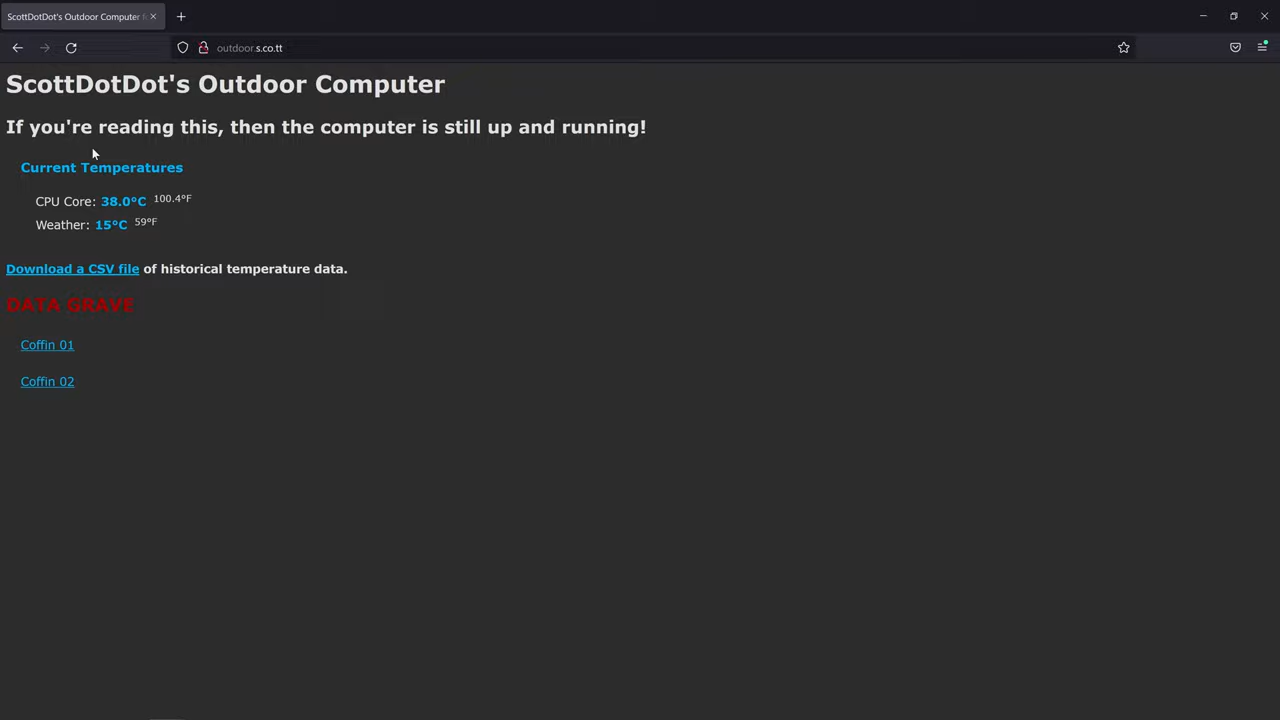 ScottDotDot's Outdoor Computer
outdoor.s.co.tt
ScottDotDot's Outdoor Computer
If you're reading this, then the computer is still up and running!
Current Temperatures
CPU Core: 38.0°C 100.4°F
Weather: 15°C 59°F
Download a CSV file of historical temperature data.
DATA GRAVE
Coffin 01
Coffin 02